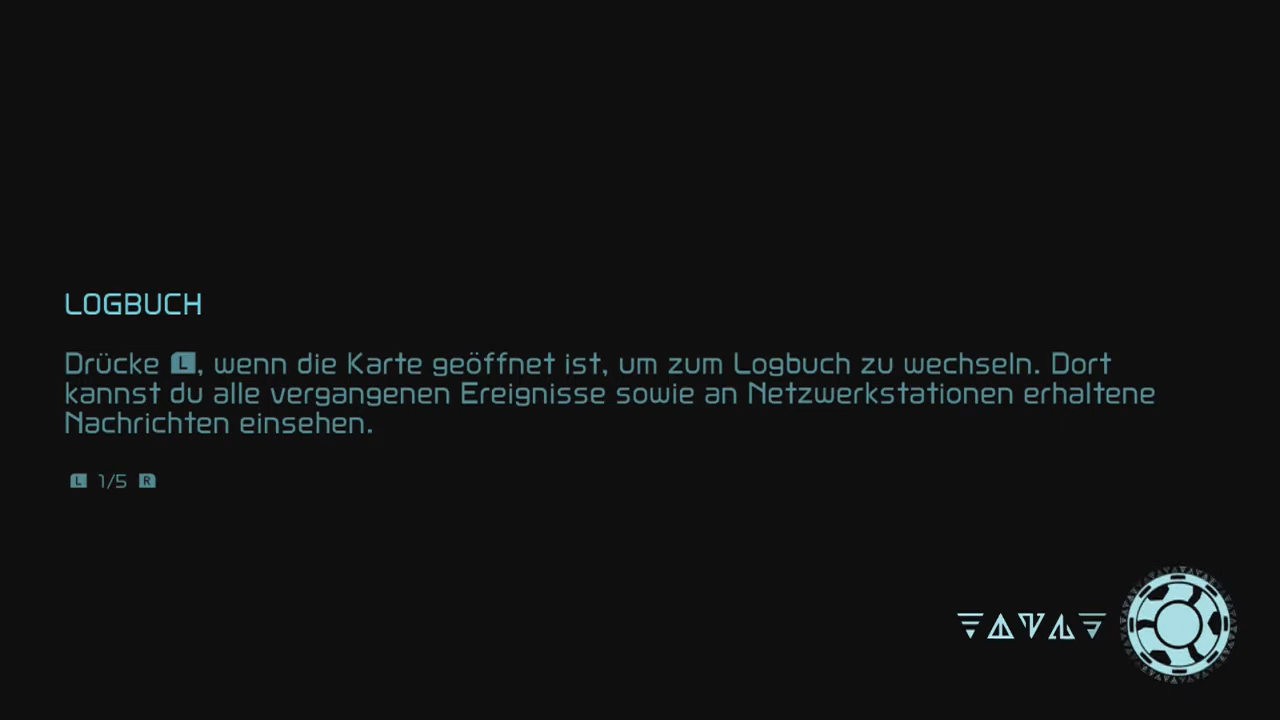 LOGBUCH
Drücke L, wenn die Karte geöffnet ist, um zum Logbuch zu wechseln. Dort
kannst du alle vergangenen Ereignisse sowie an Netzwerkstationen erhaltene
Nachrichten einsehen.
L 1/5 R